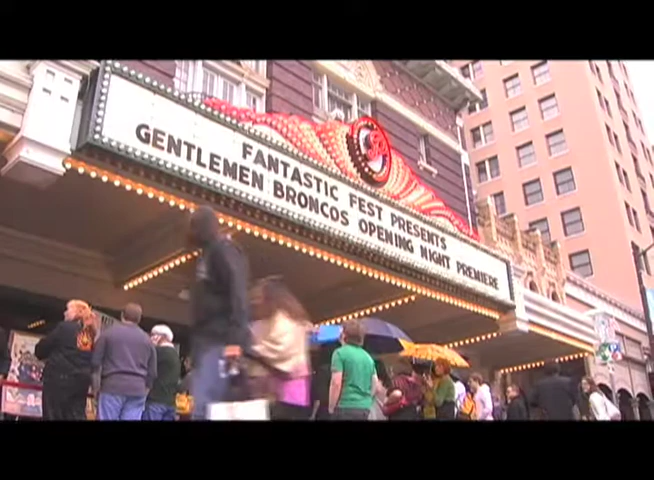 FANTASTIC FEST PRESENTS
GENTLEMEN BRONCOS OPENING NIGHT PREMIERE